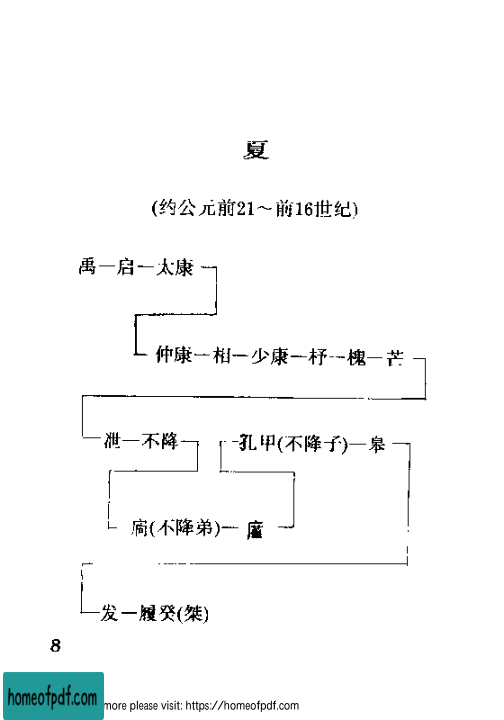 夏
(约公元前21～前16世纪)
禹—启—太康
仲康—相—少康—杼—槐—芒
泄—不降 孔甲(不降子)—皋
扃(不降弟)—廑
发—履癸(桀)
8
homeofpdf.com more please visit: https://homeofpdf.com